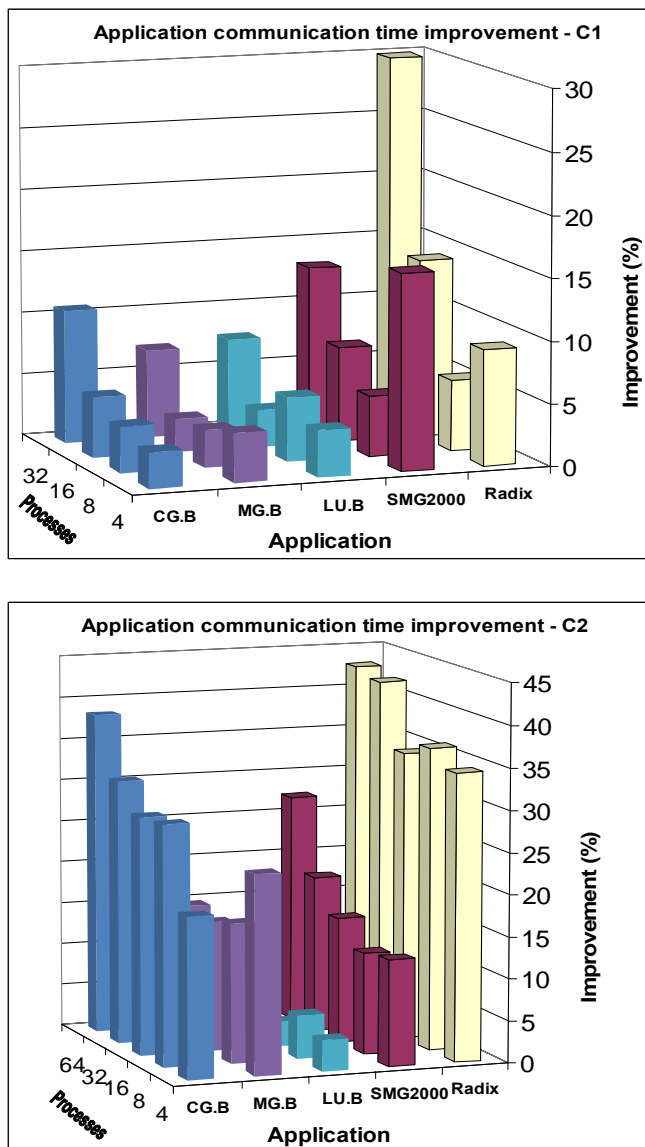 Application communication time improvement - C1
30
25
20
15
10
5
0
Improvement (%)
32
16
8
4
Processes
CG.B
MG.B
LU.B
SMG2000
Radix
Application
Application communication time improvement - C2
45
40
35
30
25
20
15
10
5
0
Improvement (%)
64
32
16
8
4
Processes
CG.B
MG.B
LU.B
SMG2000
Radix
Application